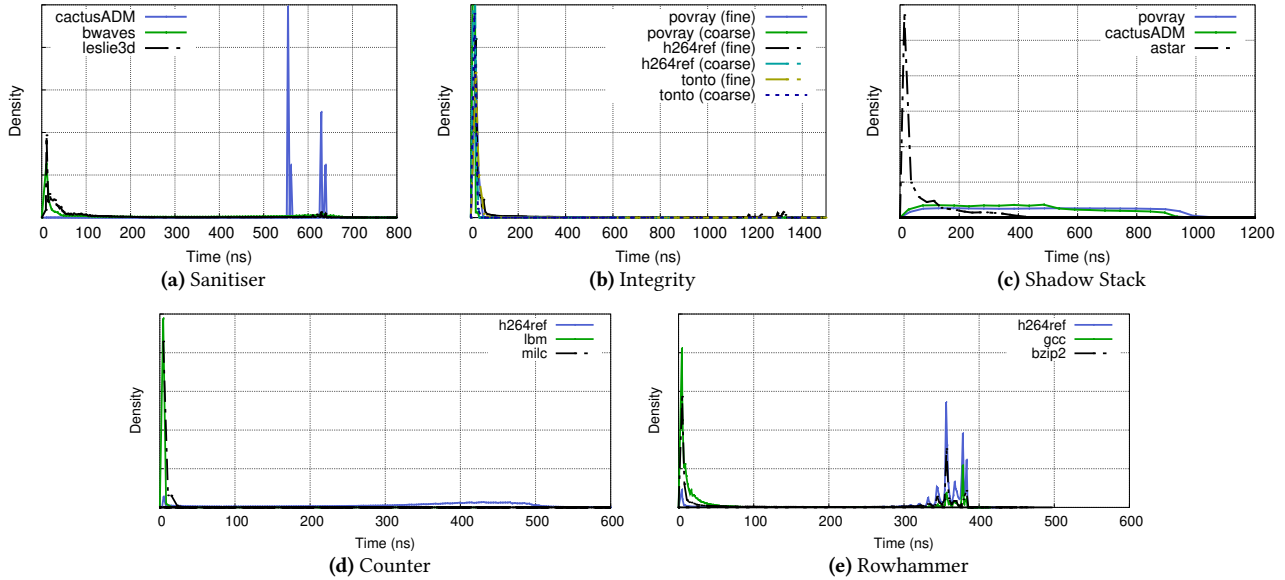 cactusADM
bwaves
leslie3d
Density
0 100 200 300 400 500 600 700 800
Time (ns)
(a) Sanitiser
povray (fine)
povray (coarse)
h264ref (fine)
h264ref (coarse)
tonto (fine)
tonto (coarse)
Density
0 200 400 600 800 1000 1200 1400
Time (ns)
(b) Integrity
povray
cactusADM
astar
Density
0 200 400 600 800 1000 1200
Time (ns)
(c) Shadow Stack
h264ref
lbm
milc
Density
0 100 200 300 400 500 600
Time (ns)
(d) Counter
h264ref
gcc
bzip2
Density
0 100 200 300 400 500 600
Time (ns)
(e) Rowhammer